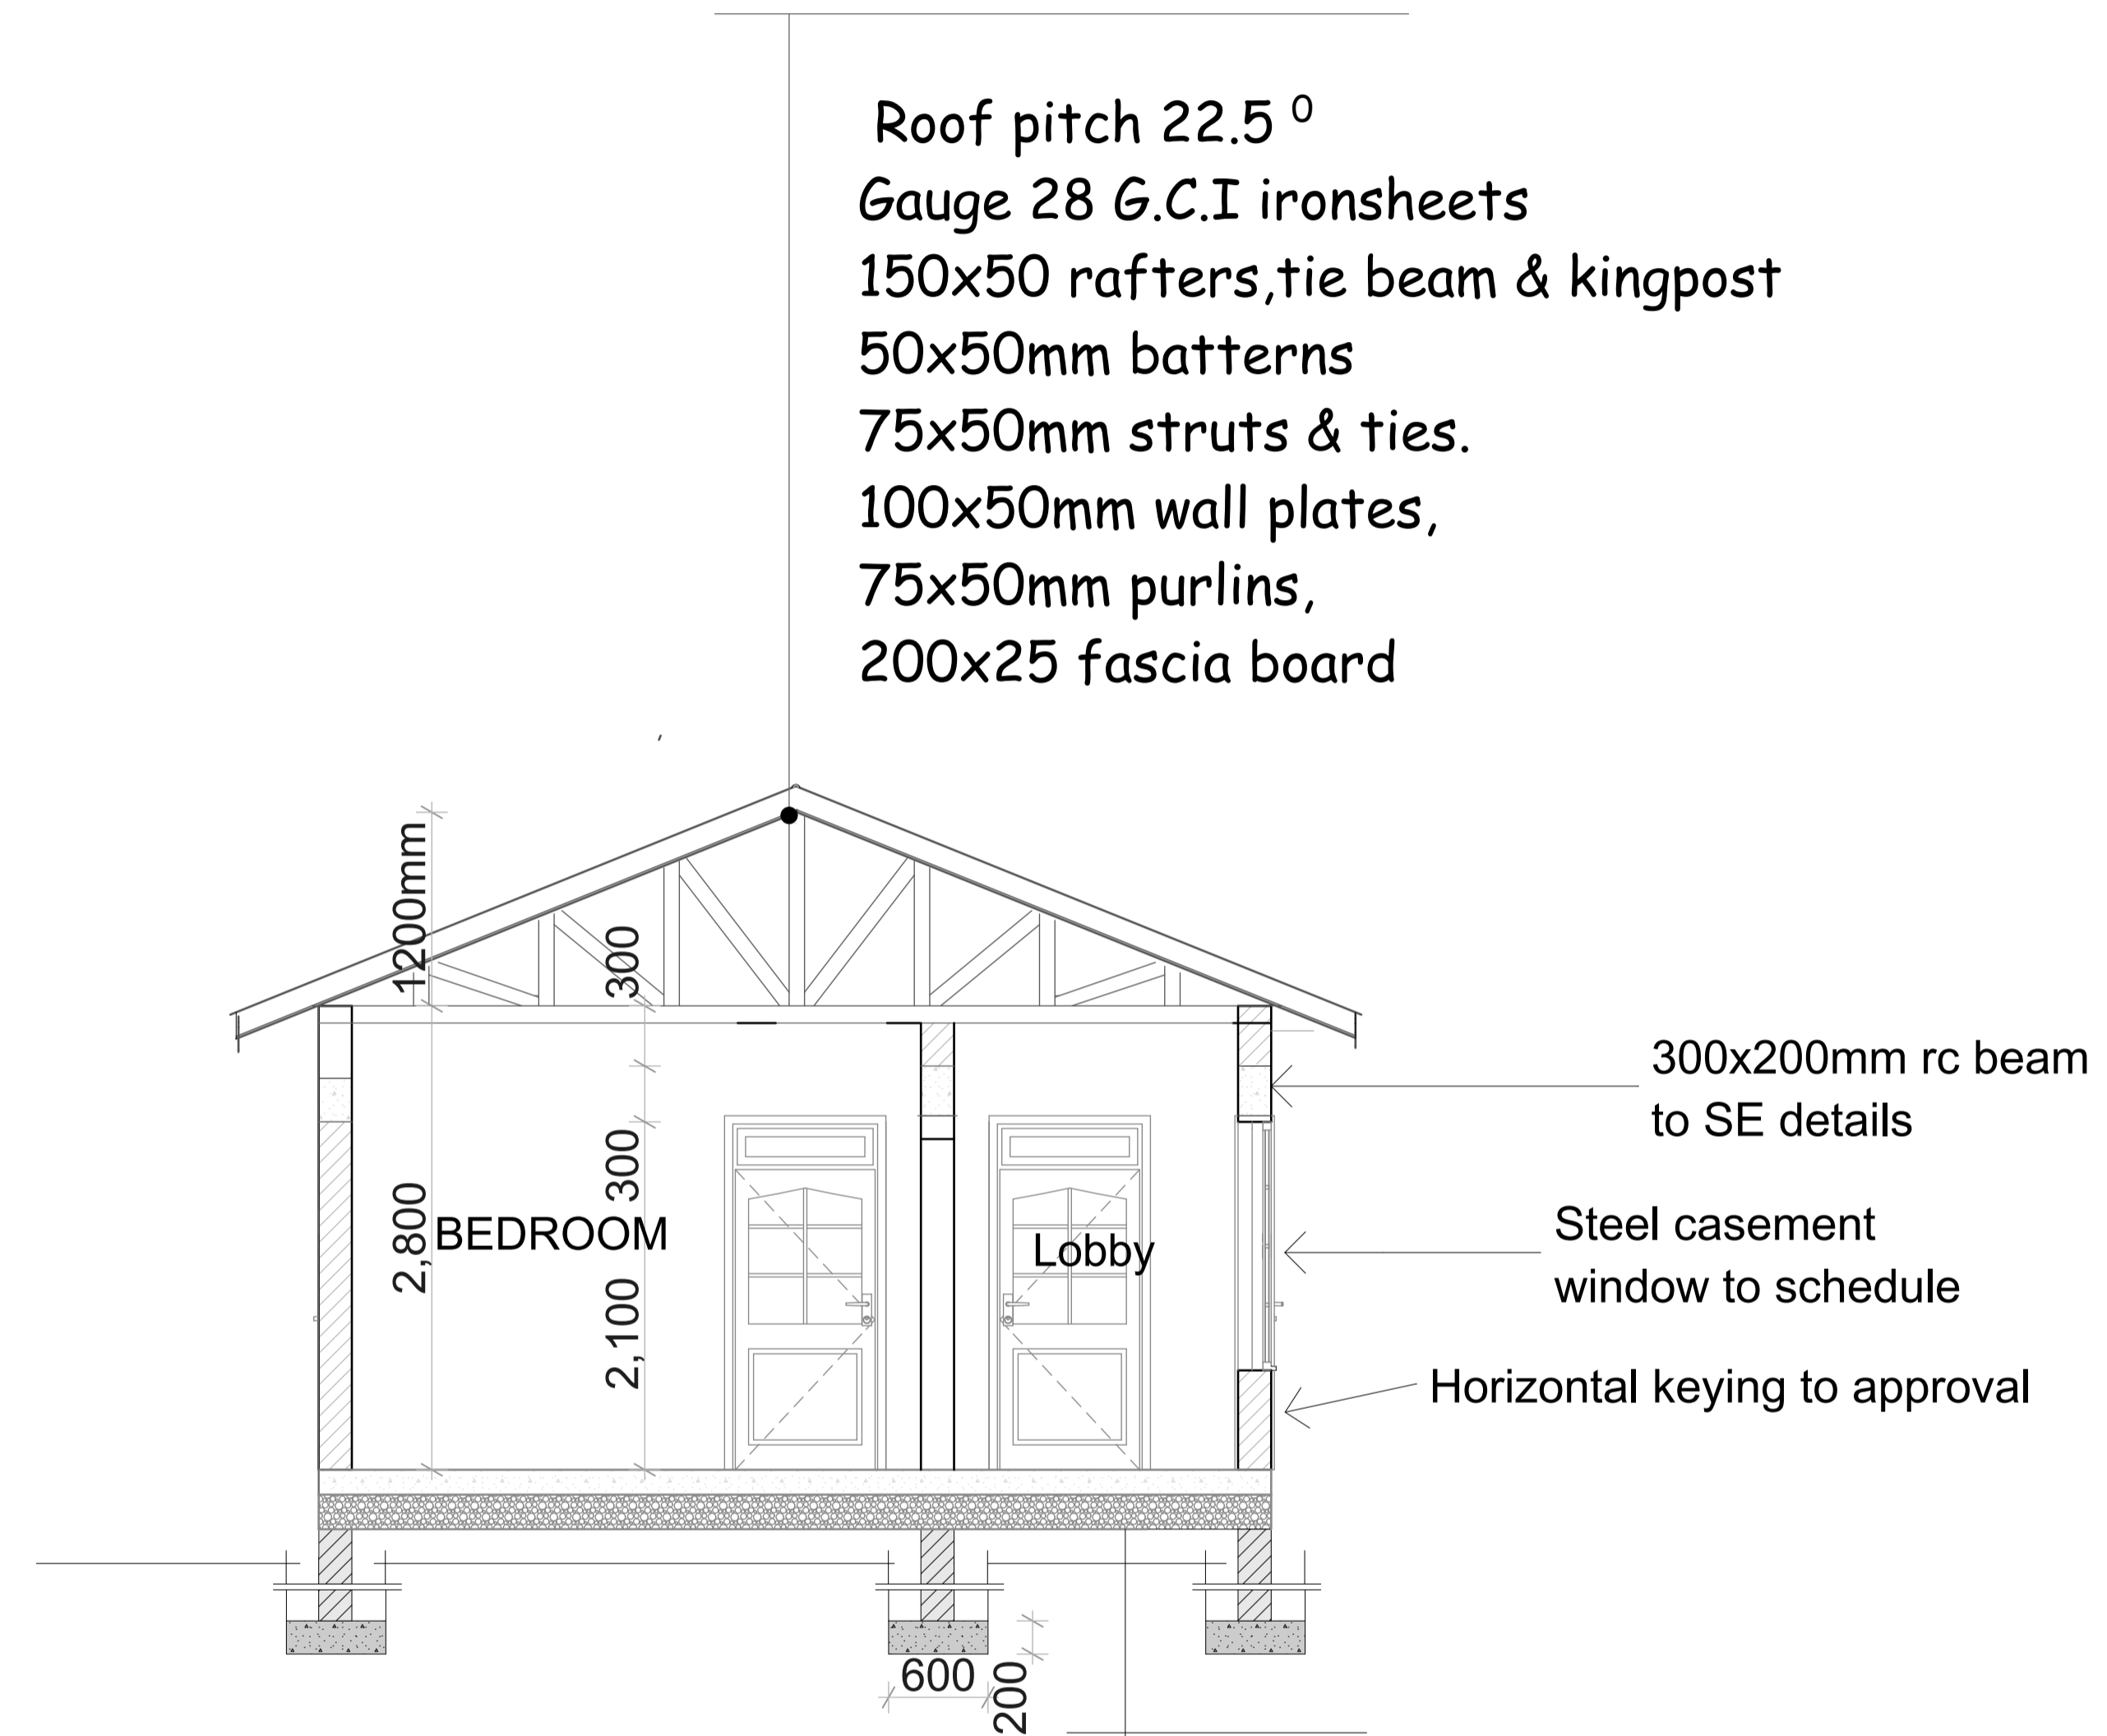 Roof pitch 22.5 º
Gauge 28 G.C.I ironsheets
150x50 rafters,tie beam & kingpost
50x50mm batterns
75x50mm struts & ties.
100x50mm wall plates,
75x50mm purlins,
200x25 fascia board
1200mm
300
300x200mm rc beam
to SE details
300
2,800
BEDROOM
Lobby
Steel casement
window to schedule
2,100
Horizontal keying to approval
600
200